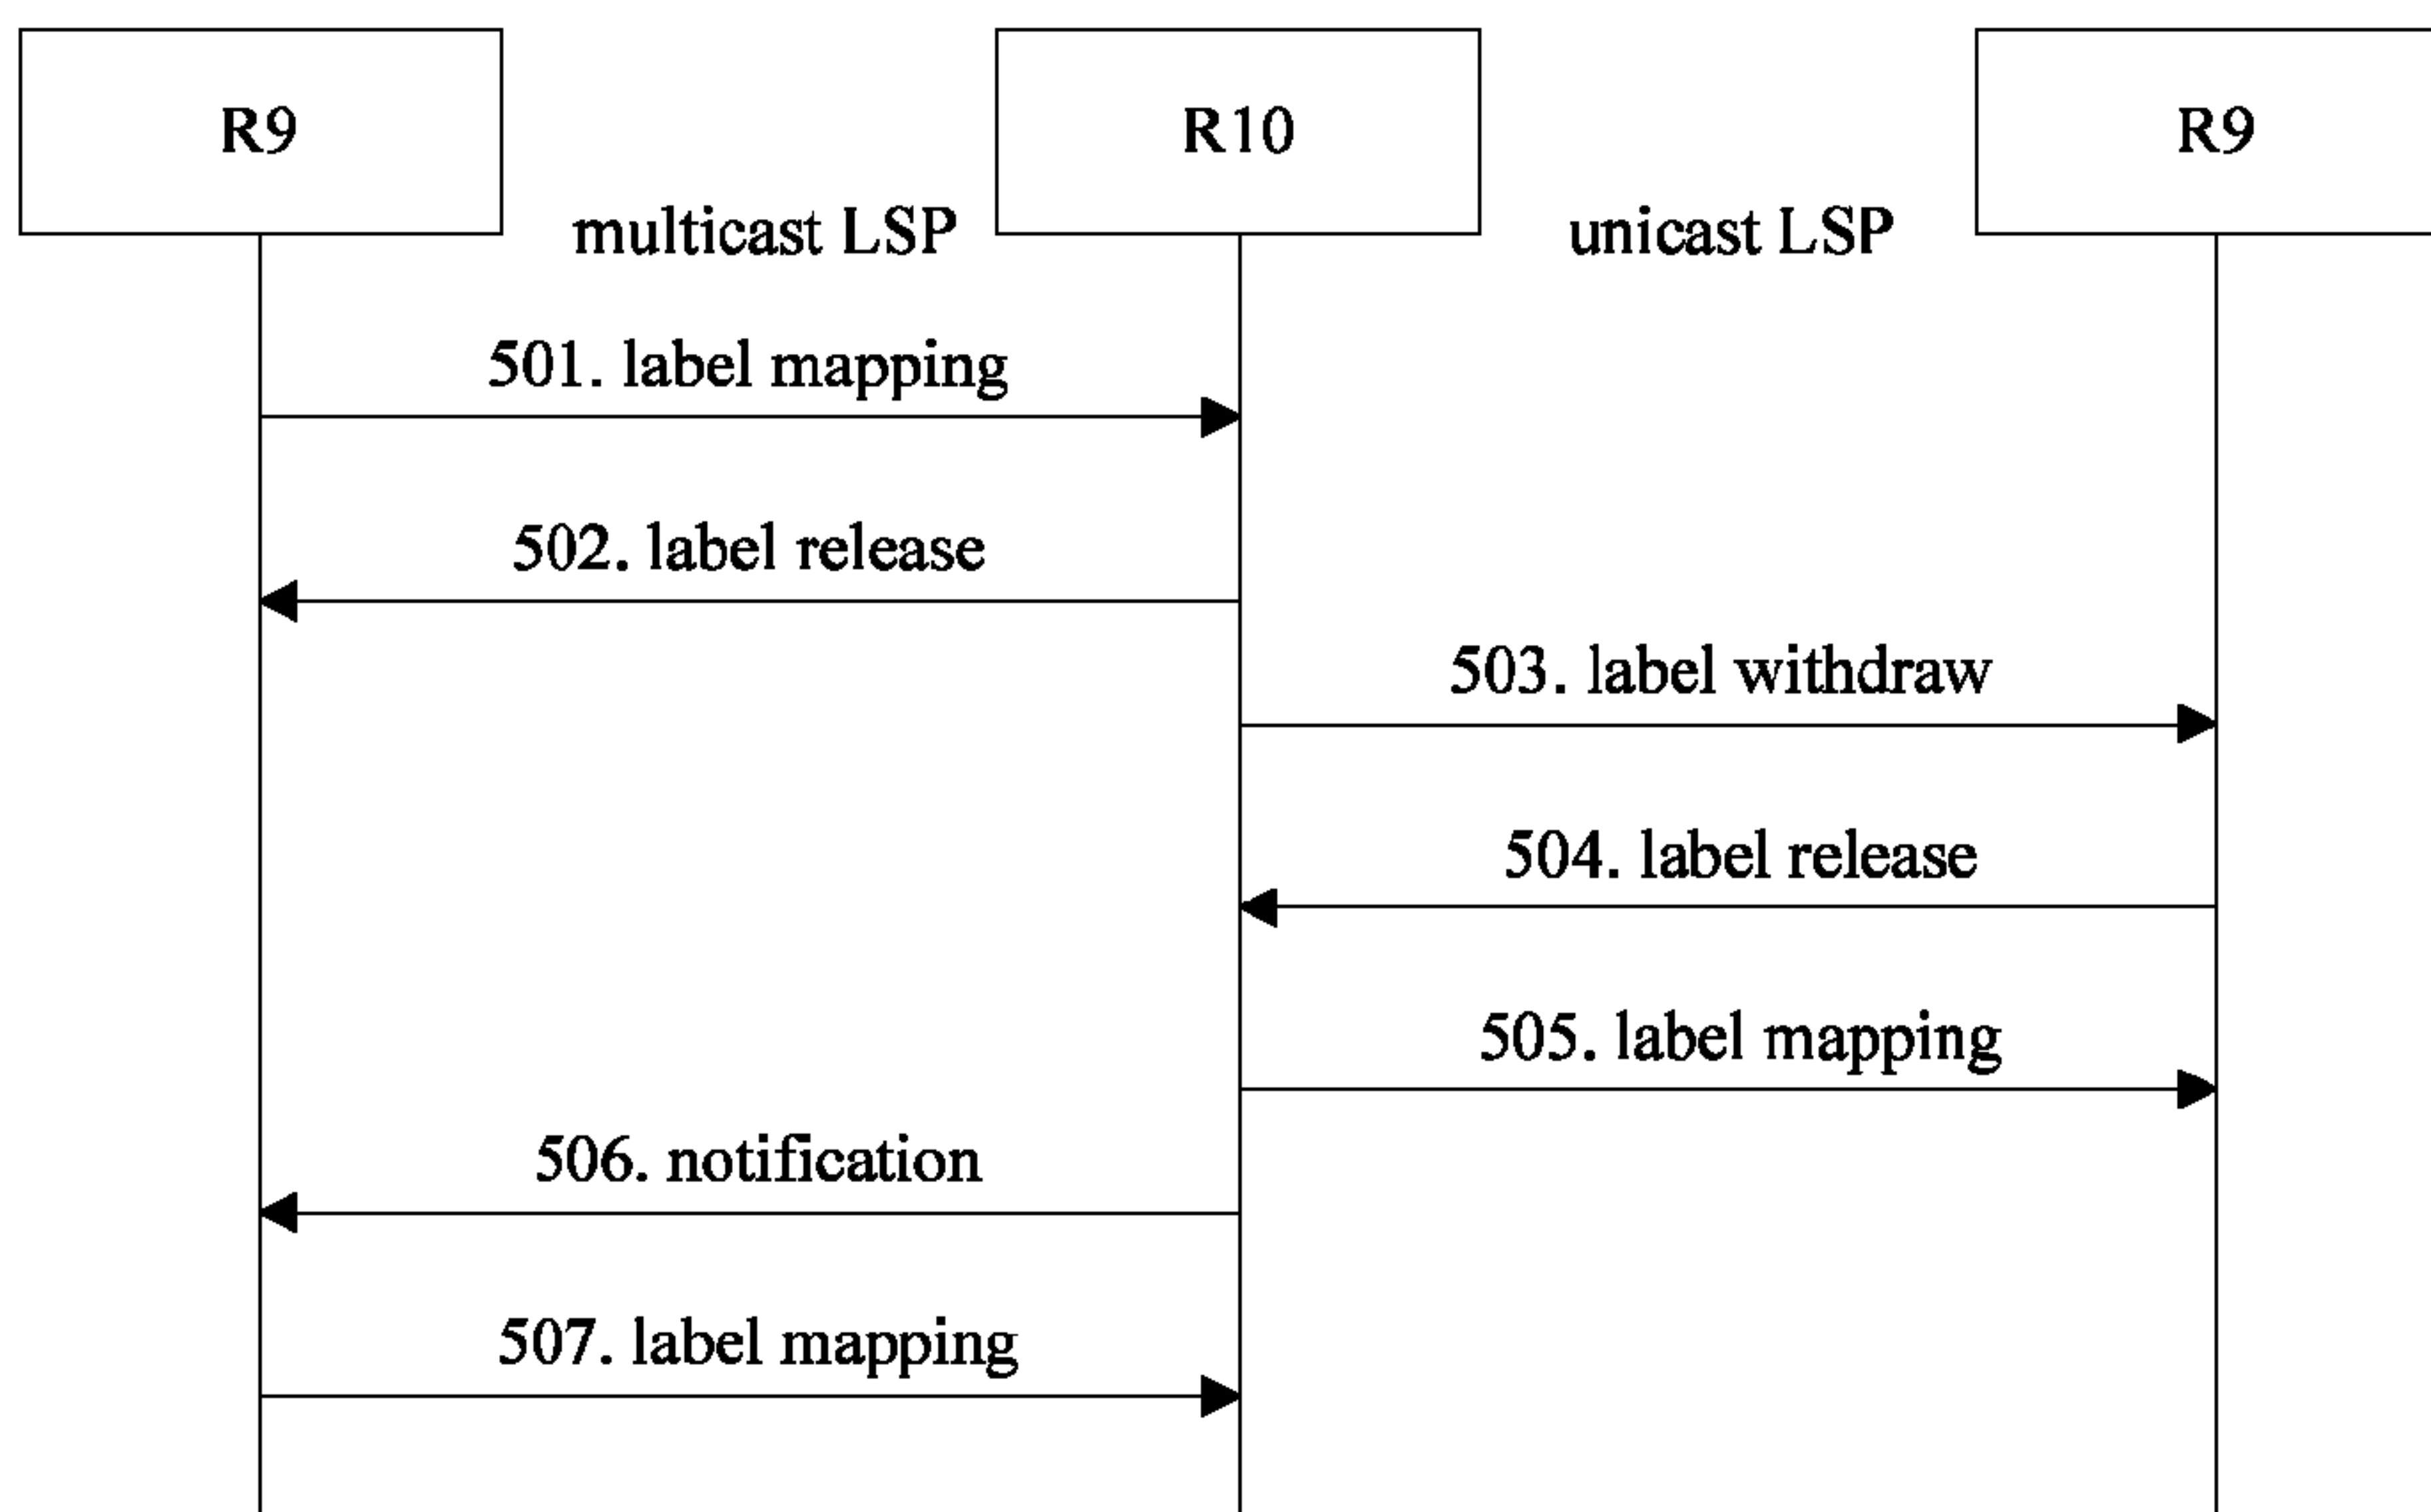 R9
R10
R9
multicast LSP
unicast LSP
501. label mapping
502. label release
503. label withdraw
504. label release
505. label mapping
506. notification
507. label mapping